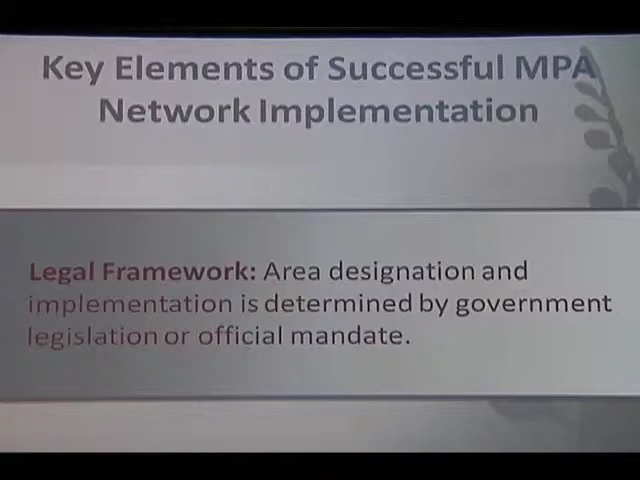 Key Elements of Successful MPA
Network Implementation
Legal Framework: Area designation and
implementation is determined by government
legislation or official mandate.